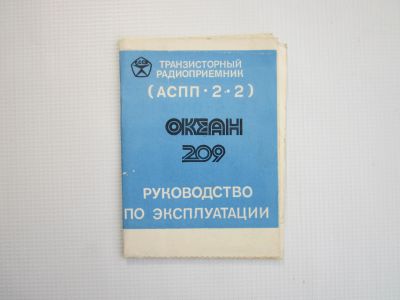 ТРАНЗИСТОРНЫЙ
РАДИОПРИЕМНИК
(АСПП·2·2)
ОКЕАН
209
РУКОВОДСТВО
ПО ЭКСПЛУАТАЦИИ